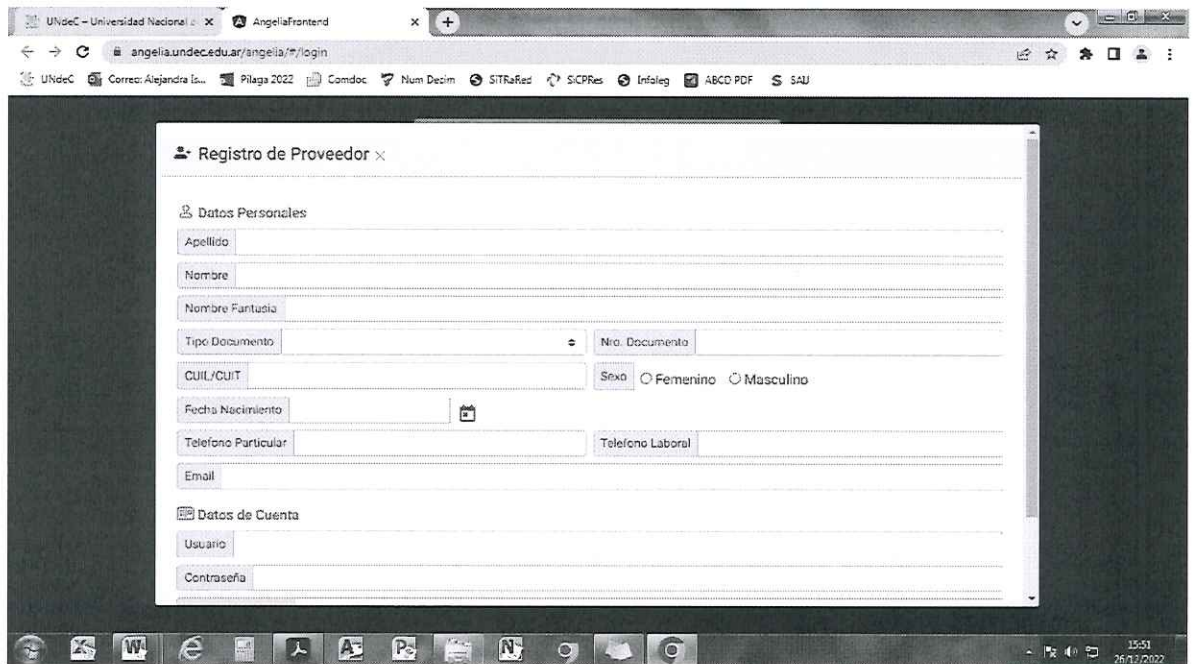 UNdeC – Universidad Nacional AngeliaFrontend
angelia.undec.edu.ar/angelia/#/login
UNdeC Correo: Alejandra Is... Pilaga 2022 Comdoc Num Decim SiTRaRed SiCPRes Infoleg ABCD PDF SAU
Registro de Proveedor
Datos Personales
Apellido
Nombre
Nombre Fantasia
Tipo Documento Nro. Documento
CUIL/CUIT Sexo Femenino Masculino
Fecha Nacimiento
Telefono Particular Telefono Laboral
Email
Datos de Cuenta
Usuario
Contraseña
15:51
26/12/2022